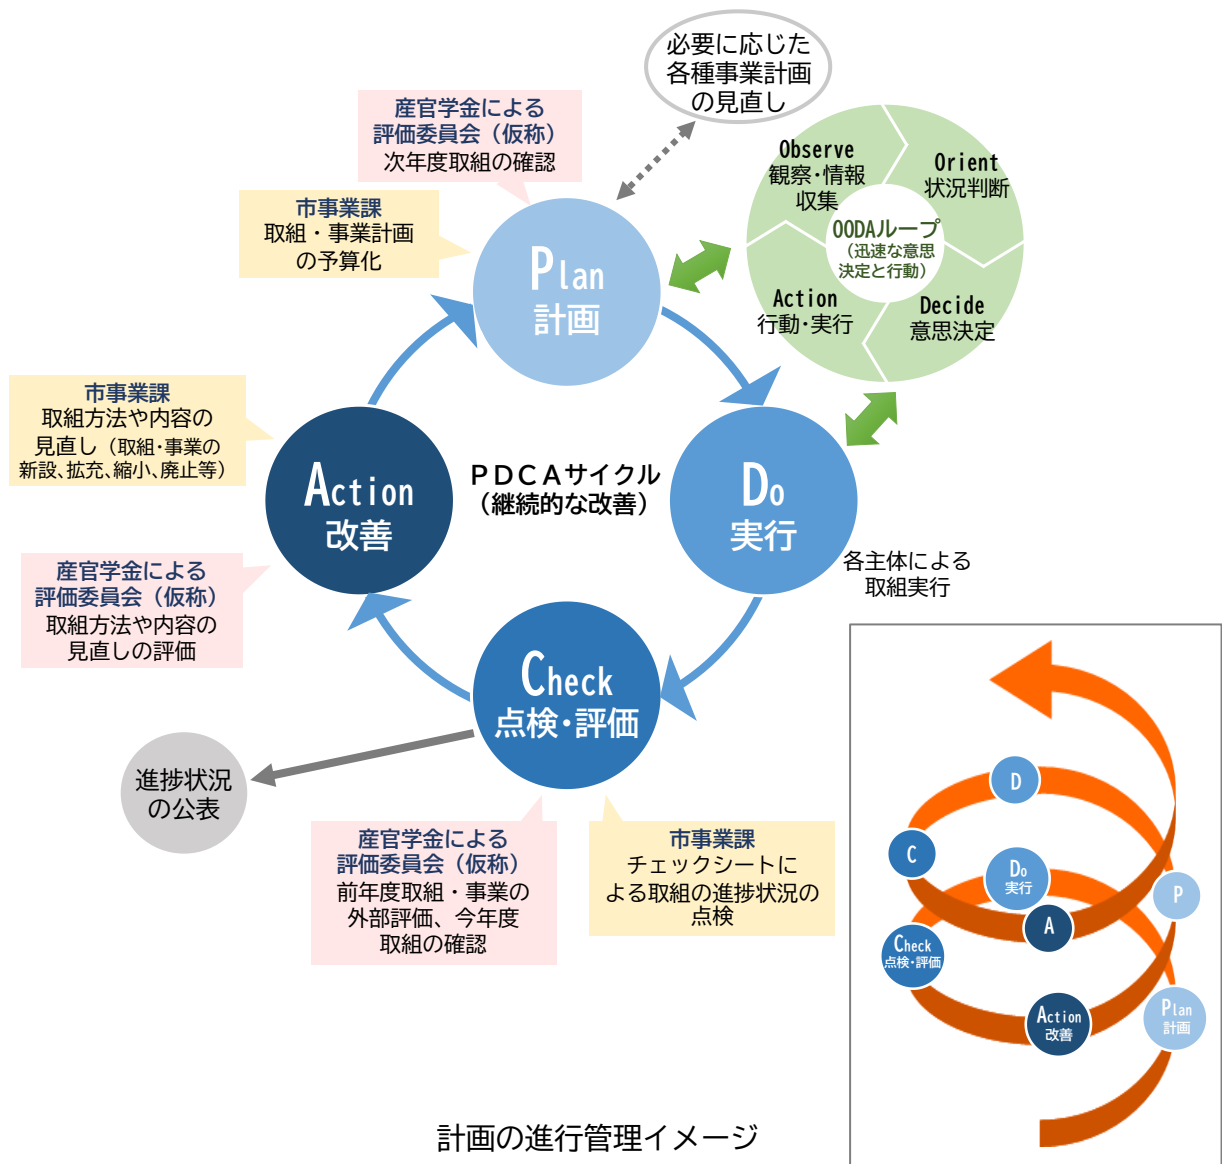 必要に応じた
各種事業計画
の見直し
産官学金による
評価委員会（仮称）
次年度取組の確認
市事業課
取組・事業計画
の予算化
Plan
計画
Observe
観察・情報
収集
Orient
状況判断
OODAループ
（迅速な意思
決定と行動）
Action
行動・実行
Decide
意思決定
市事業課
取組方法や内容の
見直し（取組・事業の
新設、拡充、縮小、廃止等）
Action
改善
ＰＤＣＡサイクル
（継続的な改善）
Do
実行
各主体による
取組実行
産官学金による
評価委員会（仮称）
取組方法や内容の
見直しの評価
Check
点検・評価
進捗状況
の公表
産官学金による
評価委員会（仮称）
前年度取組・事業の
外部評価、今年度
取組の確認
市事業課
チェックシートに
よる取組の進捗状況の
点検
D
C
Do
実行
P
A
Check
点検・評価
Action
改善
Plan
計画
計画の進行管理イメージ